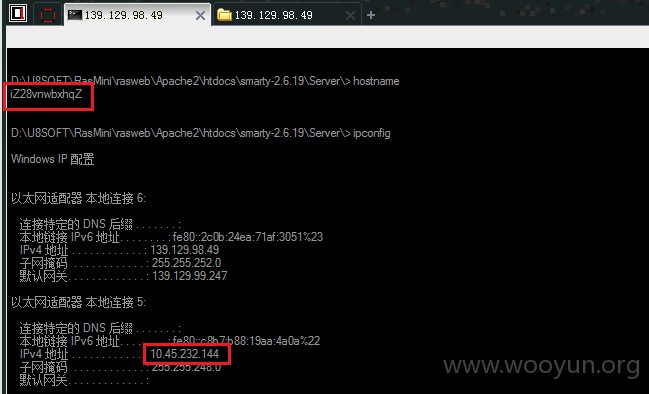 139.129.98.49
139.129.98.49
D:\U8SOFT\RasMini\rasweb\Apache2\htdocs\smarty-2.6.19\Server\> hostname
iZ28vnwbxhqZ
D:\U8SOFT\RasMini\rasweb\Apache2\htdocs\smarty-2.6.19\Server\> ipconfig
Windows IP 配置
以太网适配器 本地连接 6:
连接特定的 DNS 后缀 . . . . . . . :
本地链接 IPv6 地址. . . . . . . . : fe80::2c0b:24ea:71af:3051%23
IPv4 地址 . . . . . . . . . . . . : 139.129.98.49
子网掩码 . . . . . . . . . . . . : 255.255.252.0
默认网关. . . . . . . . . . . . . : 139.129.99.247
以太网适配器 本地连接 5:
连接特定的 DNS 后缀 . . . . . . . :
本地链接 IPv6 地址. . . . . . . . : fe80::c8b7:b88:19aa:4a0a%22
IPv4 地址 . . . . . . . . . . . . : 10.45.232.144
子网掩码 . . . . . . . . . . . . : 255.255.248.0
默认网关. . . . . . . . . . . . . :
www.wooyun.org